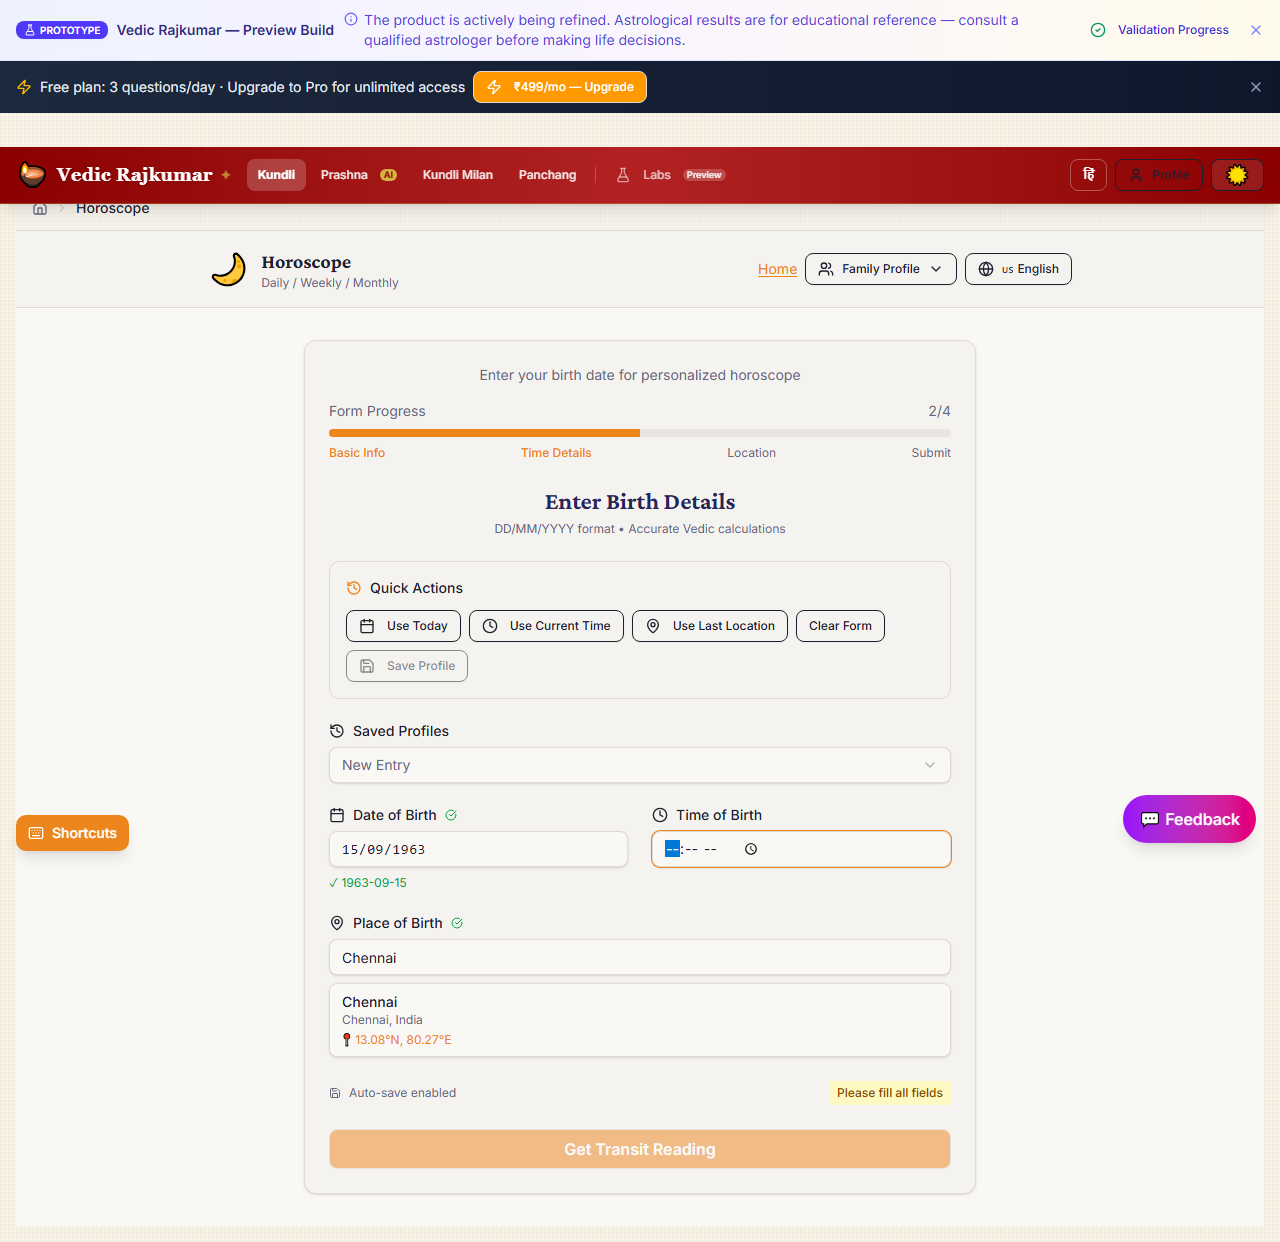 PROTOTYPE
Vedic Rajkumar — Preview Build
The product is actively being refined. Astrological results are for educational reference — consult a
qualified astrologer before making life decisions.
Validation Progress
Free plan: 3 questions/day · Upgrade to Pro for unlimited access
₹499/mo — Upgrade
Vedic Rajkumar
Kundli
Prashna AI
Kundli Milan
Panchang
Labs Preview
हिं
Profile
Horoscope
Horoscope
Daily / Weekly / Monthly
Home
Family Profile
US English
Enter your birth date for personalized horoscope
Form Progress 2/4
Basic Info Time Details Location Submit
Enter Birth Details
DD/MM/YYYY format • Accurate Vedic calculations
Quick Actions
Use Today
Use Current Time
Use Last Location
Clear Form
Save Profile
Saved Profiles
New Entry
Date of Birth
Time of Birth
15/09/1963
--:-- --
✓ 1963-09-15
Place of Birth
Chennai
Chennai
Chennai, India
13.08°N, 80.27°E
Auto-save enabled
Please fill all fields
Get Transit Reading
Shortcuts
Feedback